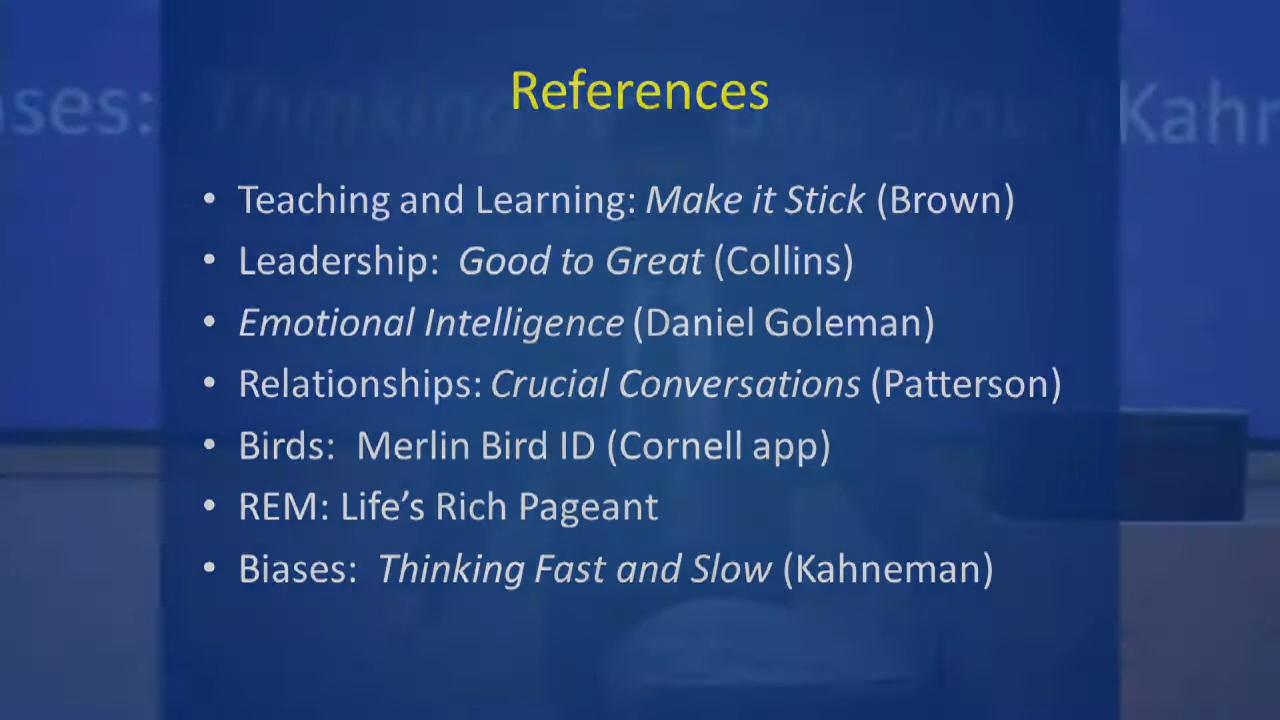 References
• Teaching and Learning: Make it Stick (Brown)
• Leadership: Good to Great (Collins)
• Emotional Intelligence (Daniel Goleman)
• Relationships: Crucial Conversations (Patterson)
• Birds: Merlin Bird ID (Cornell app)
• REM: Life’s Rich Pageant
• Biases: Thinking Fast and Slow (Kahneman)